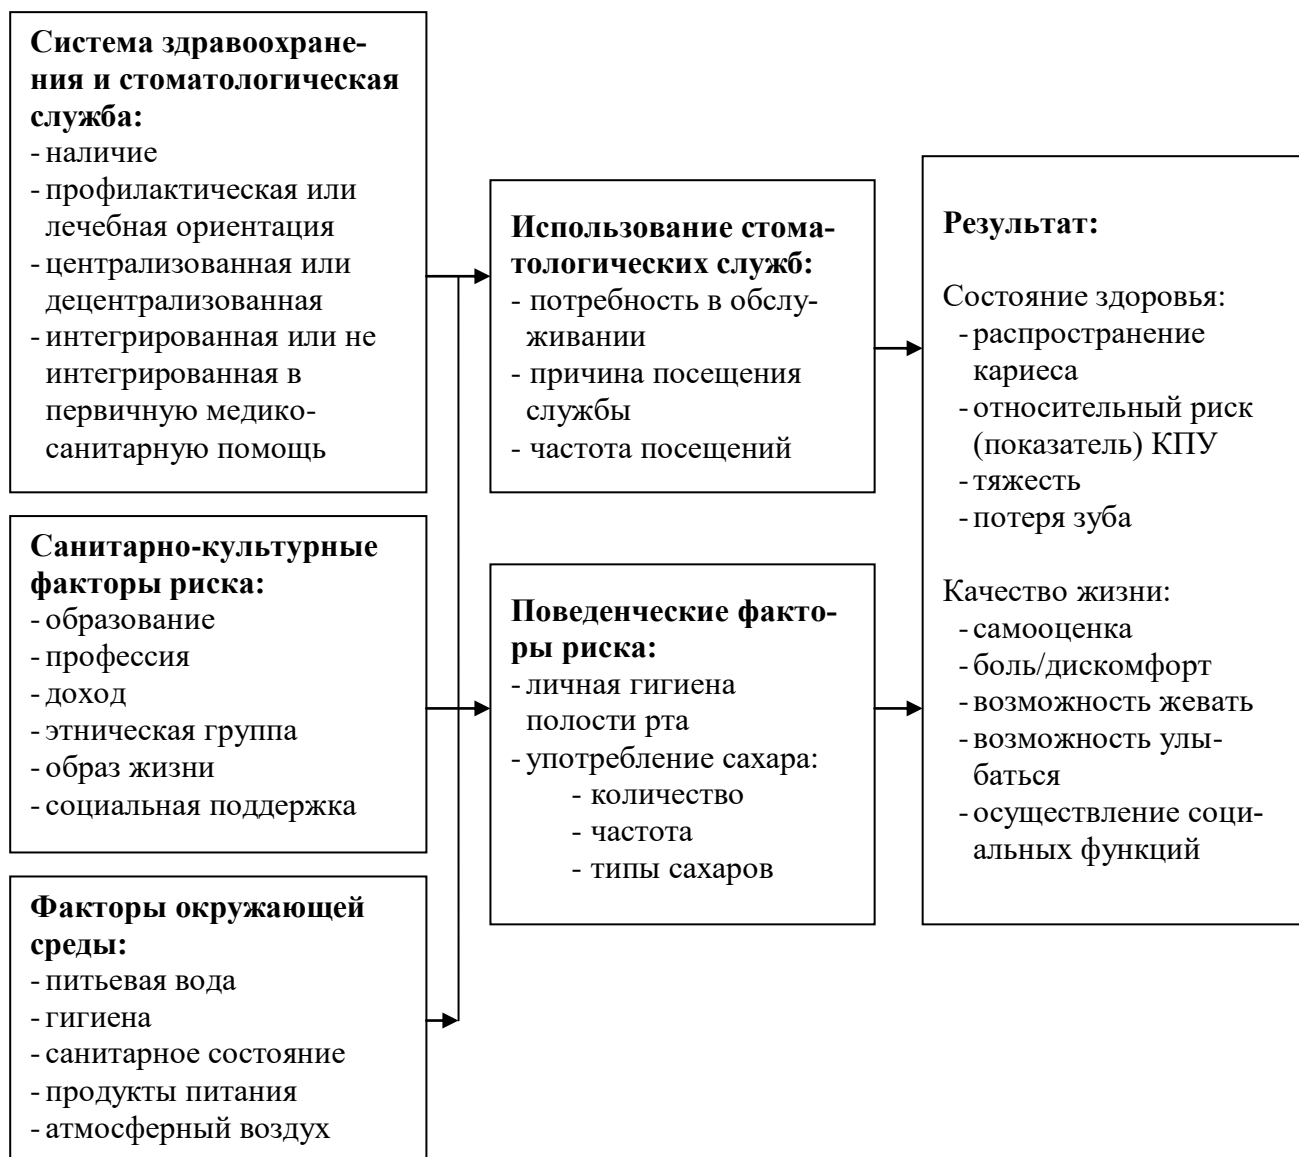 Система здравоохране-
ния и стоматологическая
служба:
- наличие
- профилактическая или
лечебная ориентация
- централизованная или
децентрализованная
- интегрированная или не
интегрированная в
первичную медико-
санитарную помощь
Санитарно-культурные
факторы риска:
- образование
- профессия
- доход
- этническая группа
- образ жизни
- социальная поддержка
Факторы окружающей
среды:
- питьевая вода
- гигиена
- санитарное состояние
- продукты питания
- атмосферный воздух
Использование стома-
тологических служб:
- потребность в обслу-
живании
- причина посещения
службы
- частота посещений
Поведенческие факто-
ры риска:
- личная гигиена
полости рта
- употребление сахара:
- количество
- частота
- типы сахаров
Результат:
Состояние здоровья:
- распространение
кариеса
- относительный риск
(показатель) КПУ
- тяжесть
- потеря зуба
Качество жизни:
- самооценка
- боль/дискомфорт
- возможность жевать
- возможность улы-
баться
- осуществление соци-
альных функций